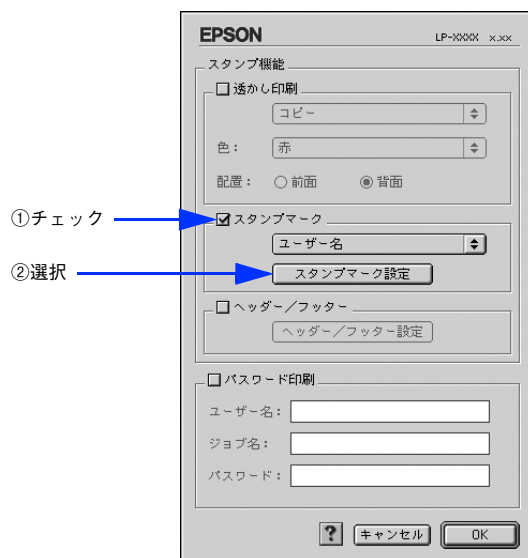 EPSON LP-XXXX x.xx
スタンプ機能
透かし印刷
コピー
色： 赤
配置： 前面 背面
①チェック
スタンプマーク
ユーザー名
②選択
スタンプマーク設定
ヘッダー／フッター
ヘッダー／フッター設定
パスワード印刷
ユーザー名：
ジョブ名：
パスワード：
? キャンセル OK